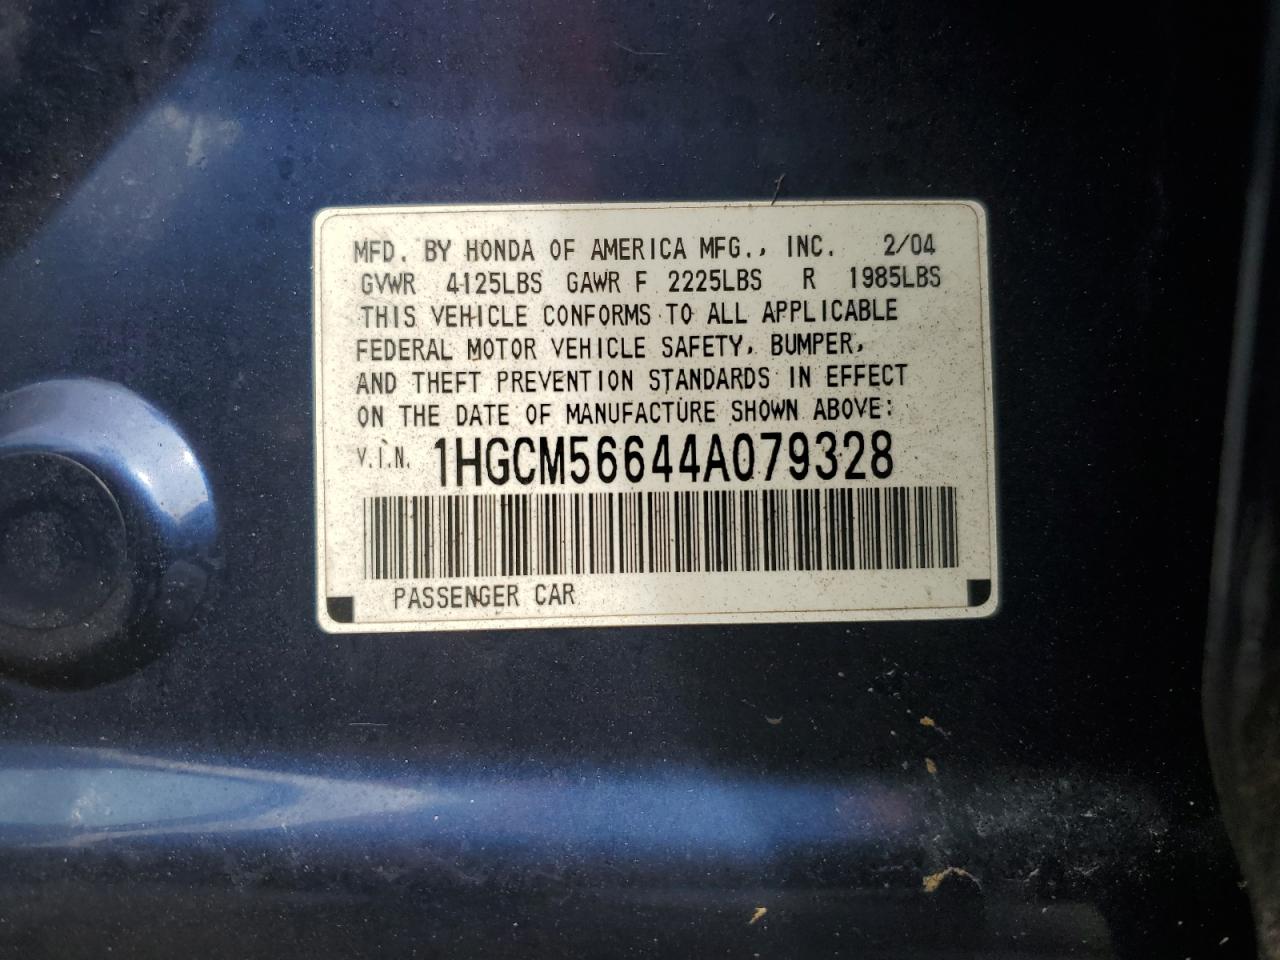 MFD. BY HONDA OF AMERICA MFG., INC. 2/04
GVWR 4125LBS GAWR F 2225LBS R 1985LBS
THIS VEHICLE CONFORMS TO ALL APPLICABLE
FEDERAL MOTOR VEHICLE SAFETY, BUMPER,
AND THEFT PREVENTION STANDARDS IN EFFECT
ON THE DATE OF MANUFACTURE SHOWN ABOVE:
V.I.N. 1HGCM56644A079328
PASSENGER CAR